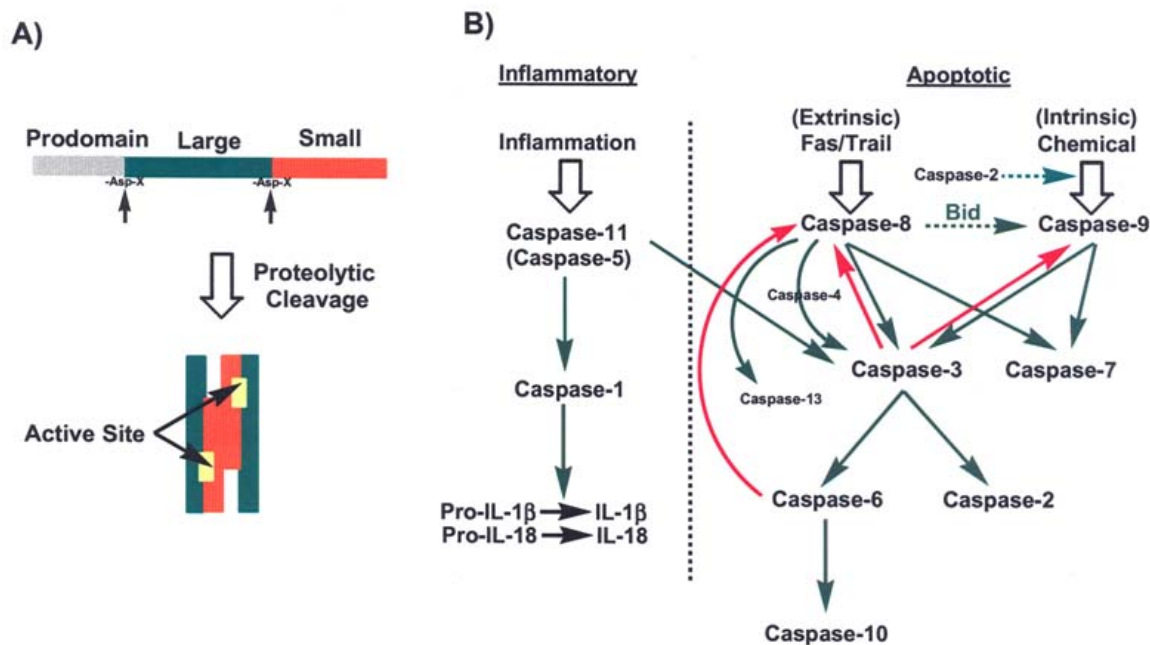 A)
Prodomain
Large
Small
-Asp-X
-Asp-X
Proteolytic
Cleavage
Active Site
B)
Inflammatory
Apoptotic
Inflammation
(Extrinsic)
Fas/Trail
(Intrinsic)
Chemical
Caspase-2
Caspase-11
(Caspase-5)
Caspase-8
Bid
Caspase-9
Caspase-4
Caspase-1
Caspase-3
Caspase-7
Caspase-13
Pro-IL-1β IL-1β
Pro-IL-18 IL-18
Caspase-6
Caspase-2
Caspase-10